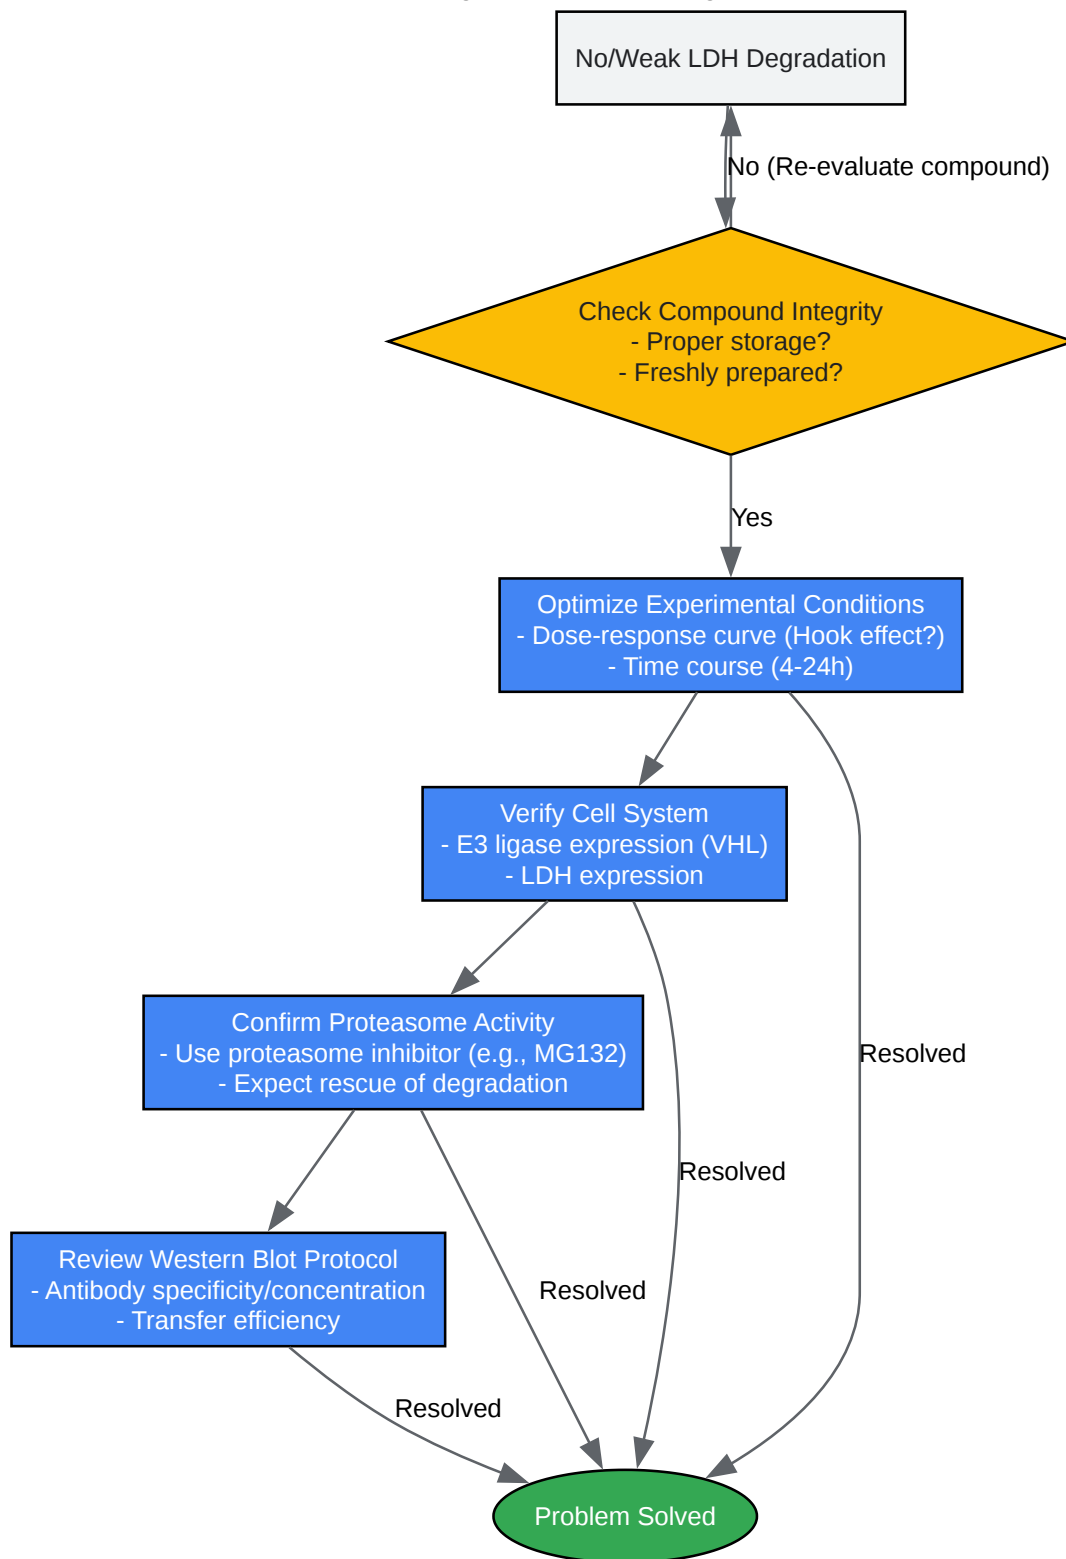 No/Weak LDH Degradation
No (Re-evaluate compound)
Check Compound Integrity
- Proper storage?
- Freshly prepared?
Yes
Optimize Experimental Conditions
- Dose-response curve (Hook effect?)
- Time course (4-24h)
Verify Cell System
- E3 ligase expression (VHL)
- LDH expression
Confirm Proteasome Activity
- Use proteasome inhibitor (e.g., MG132)
- Expect rescue of degradation
Resolved
Resolved
Review Western Blot Protocol
- Antibody specificity/concentration
- Transfer efficiency
Resolved
Resolved
Problem Solved